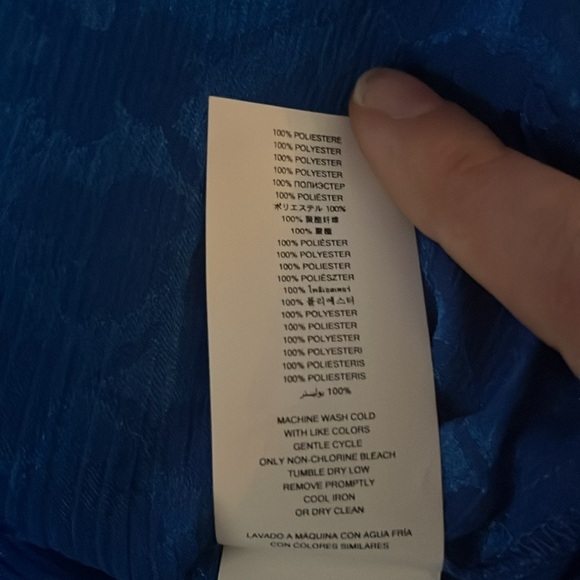 100% POLIESTERE
100% POLYESTER
100% POLYESTER
100% POLYESTER
100% ПОЛИЭСТЕР
100% POLIÉSTER
ポリエステル 100%
100% 聚酯纤维
100% 聚酯
100% POLIÉSTER
100% POLYESTER
100% POLIESTER
100% POLIÉSZTER
100% โพลีเอสเตอร์
100% 폴리에스터
100% POLYESTER
100% POLIESTER
100% POLYESTER
100% POLYESTERI
100% POLIESTERIS
100% POLIESTERIS
100% بوليستر
MACHINE WASH COLD
WITH LIKE COLORS
GENTLE CYCLE
ONLY NON-CHLORINE BLEACH
TUMBLE DRY LOW
REMOVE PROMPTLY
COOL IRON
OR DRY CLEAN
LAVADO A MÁQUINA CON AGUA FRÍA
CON COLORES SIMILARES